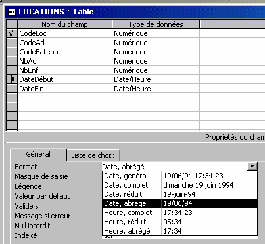 LOCATIONS : Table
Nom du champ Type de données
CodeLoc Numérique
CodeAd Numérique
Numérique
NbAd Numérique
NbEnf Numérique
DateDébut Date/Heure
DateFin Date/Heure
Propriétés du cham
Général Liste de choix
Format Date, abrégé
Masque de saisie Date, général 19/06/94 17:34:23
Légende Date, complet dimanche 19 juin 1994
Valeur par défaut Date, réduit 19-juin-94
Valide si Date, abrégé 19/06/94
Message si erreur Heure, complet 17:34:23
Null interdit Heure, réduit 05:34
Indexé Heure, abrégé 17:34